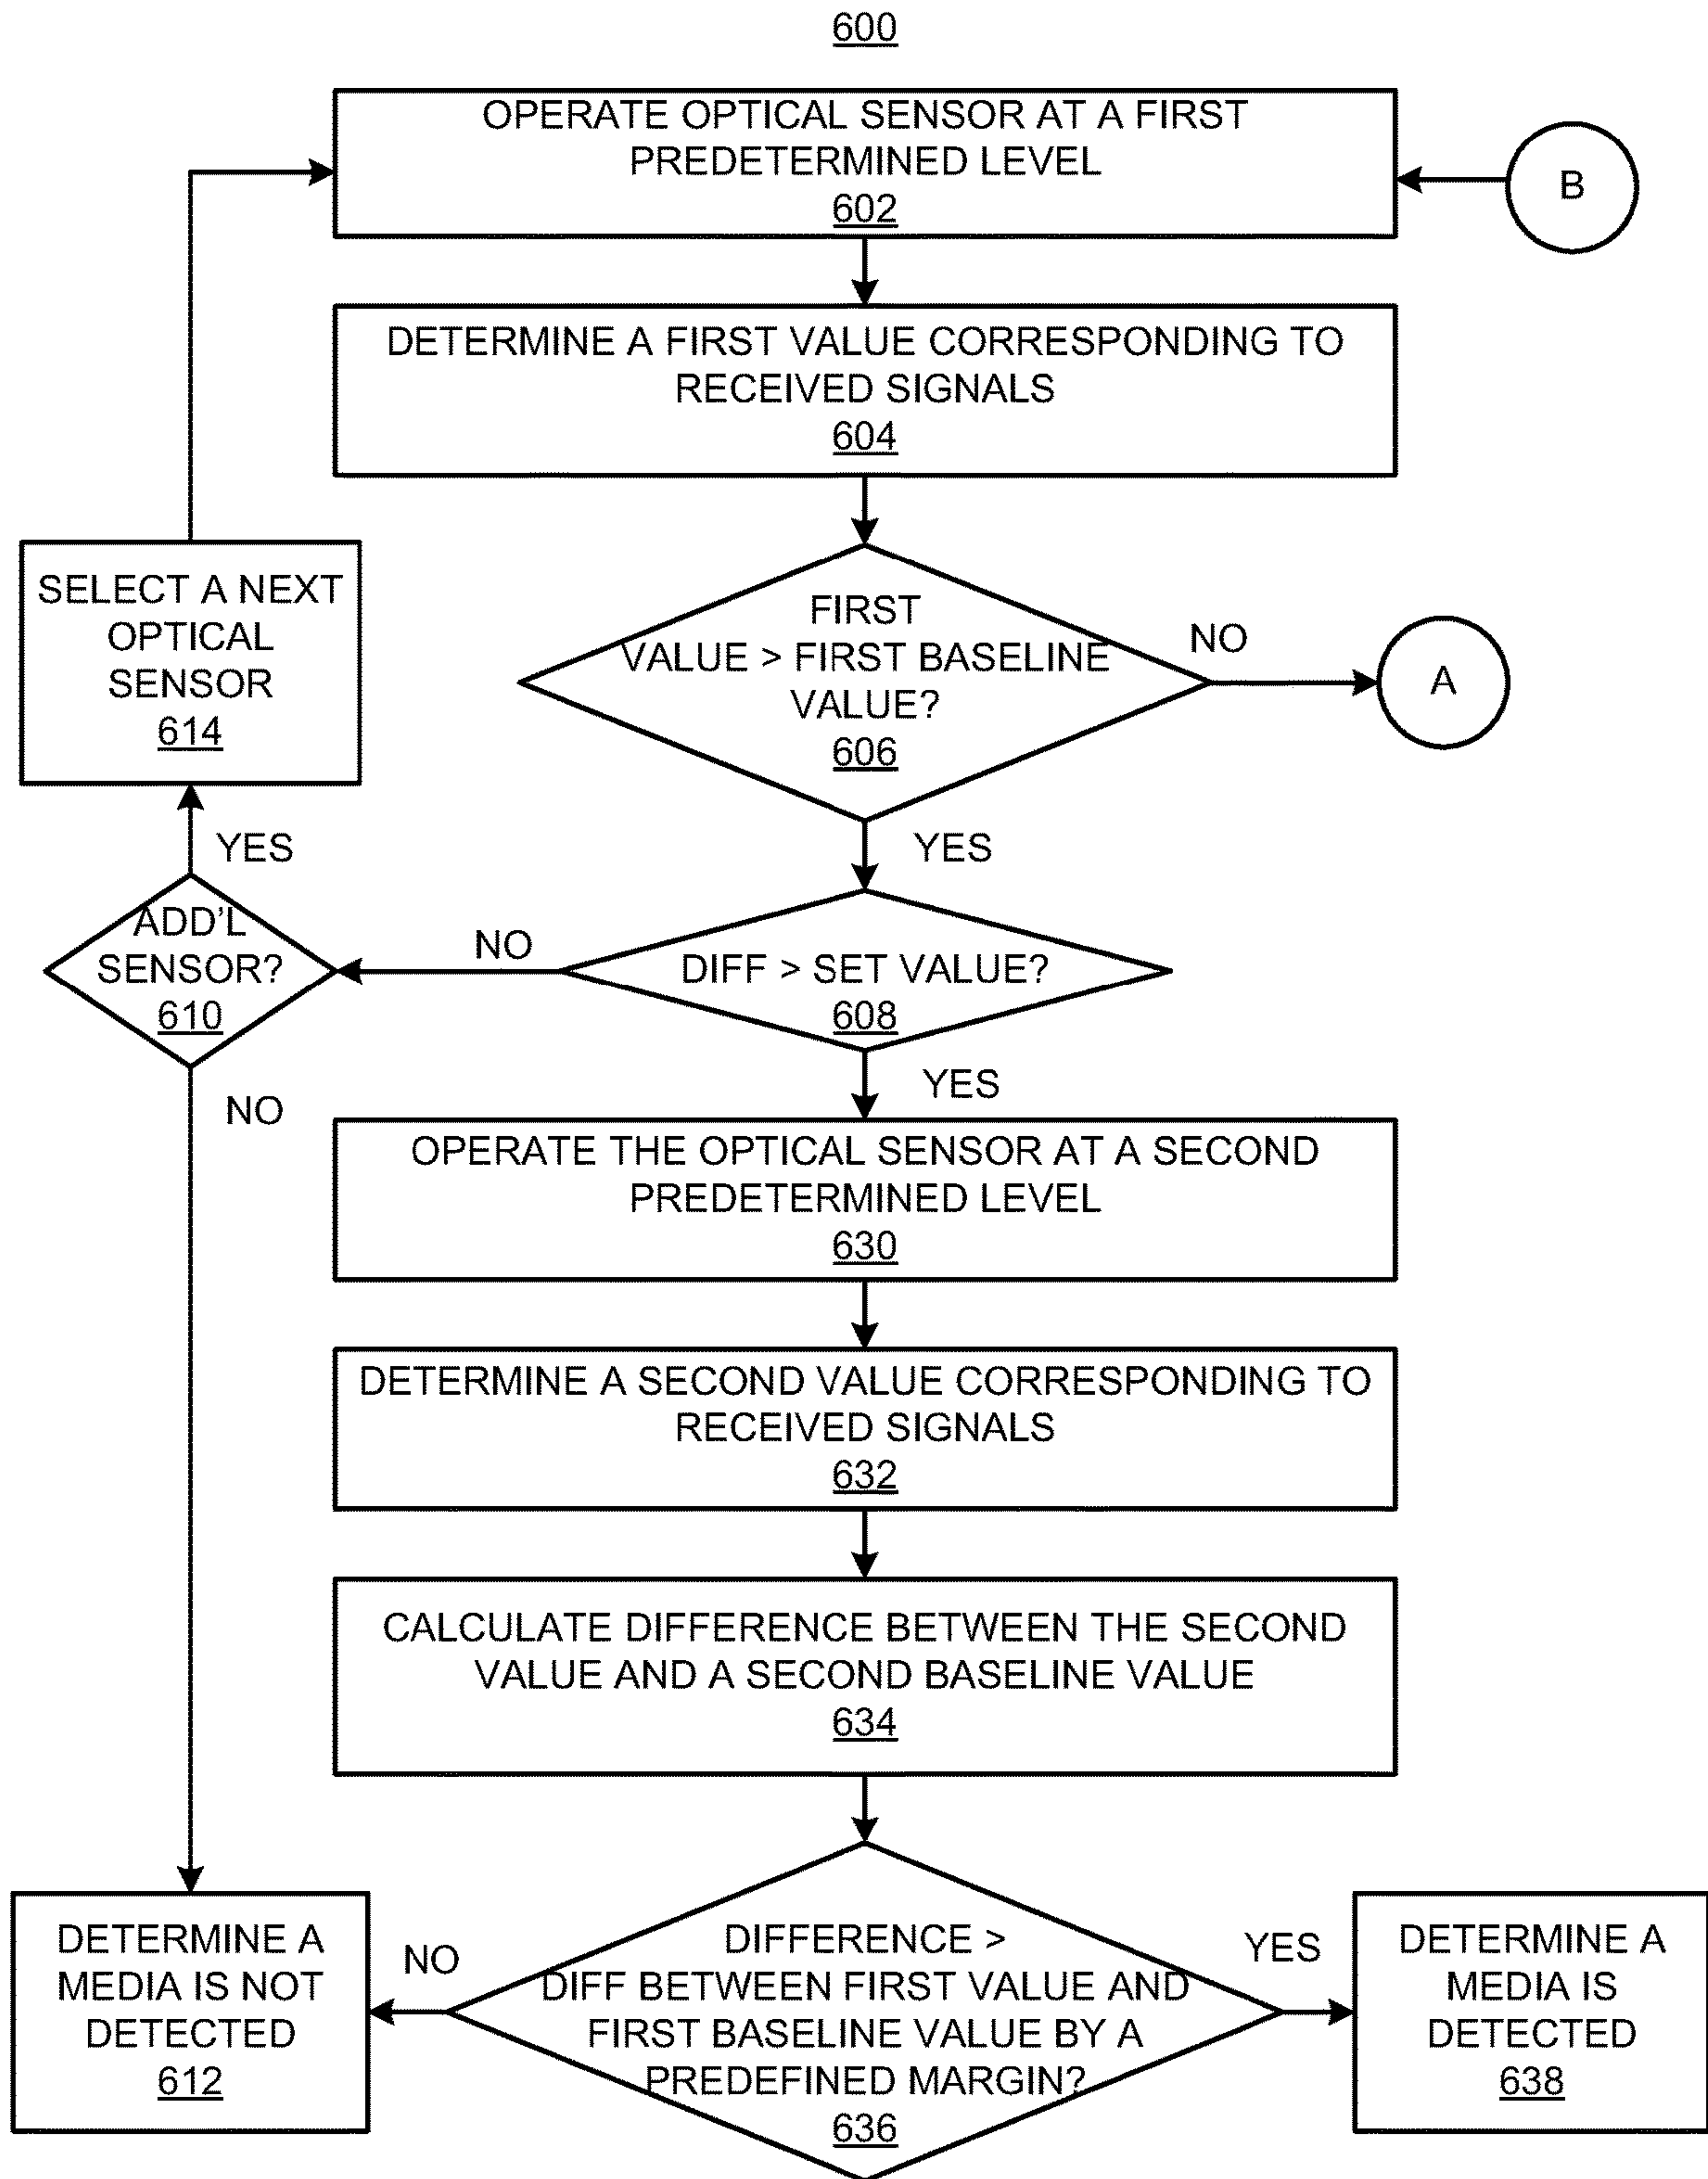 600
OPERATE OPTICAL SENSOR AT A FIRST
PREDETERMINED LEVEL
602
B
DETERMINE A FIRST VALUE CORRESPONDING TO
RECEIVED SIGNALS
604
SELECT A NEXT
OPTICAL
SENSOR
614
FIRST
VALUE > FIRST BASELINE
VALUE?
606
NO
A
YES
YES
ADD'L
SENSOR?
610
NO
DIFF > SET VALUE?
608
YES
NO
OPERATE THE OPTICAL SENSOR AT A SECOND
PREDETERMINED LEVEL
630
DETERMINE A SECOND VALUE CORRESPONDING TO
RECEIVED SIGNALS
632
CALCULATE DIFFERENCE BETWEEN THE SECOND
VALUE AND A SECOND BASELINE VALUE
634
DETERMINE A
MEDIA IS NOT
DETECTED
612
NO
DIFFERENCE >
DIFF BETWEEN FIRST VALUE AND
FIRST BASELINE VALUE BY A
PREDEFINED MARGIN?
636
YES
DETERMINE A
MEDIA IS
DETECTED
638